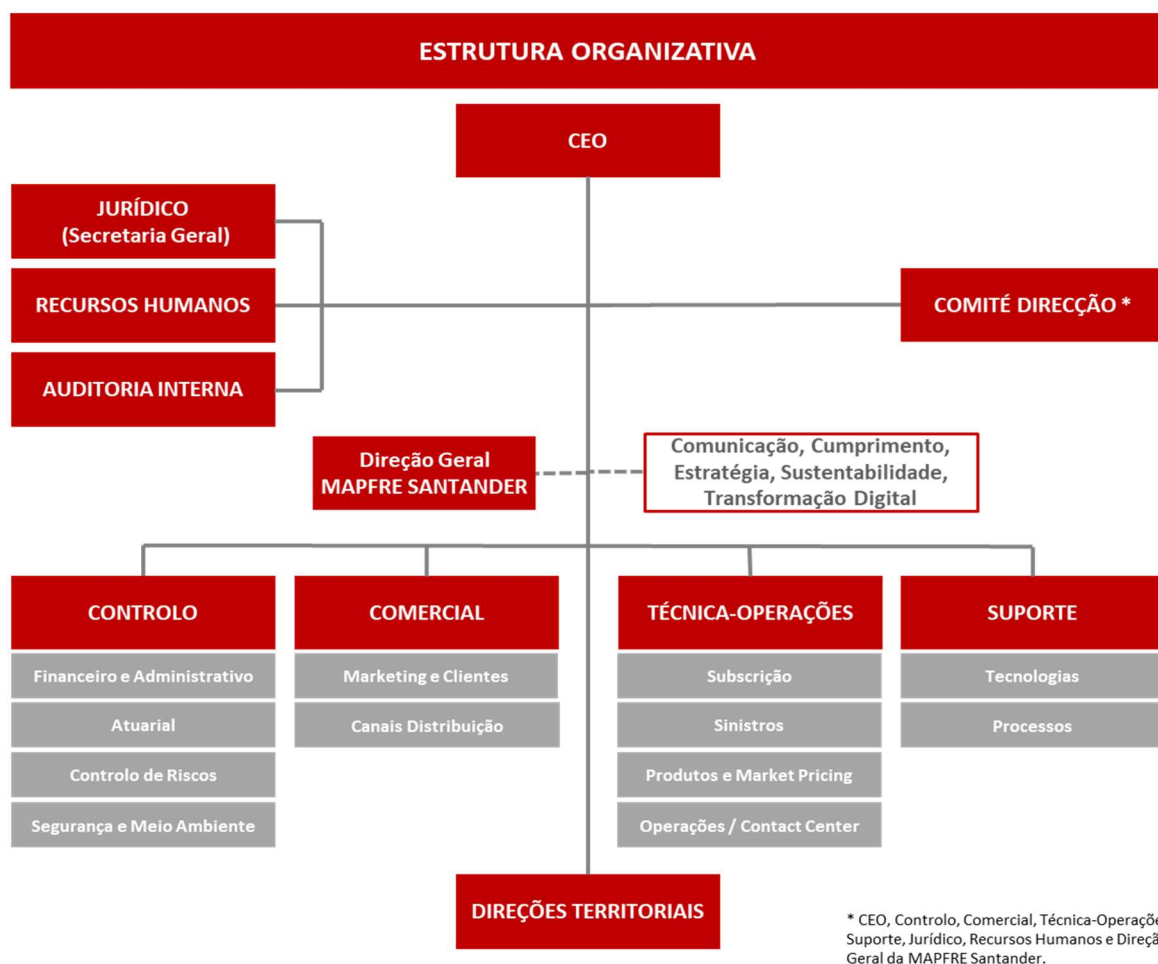 ESTRUTURA ORGANIZATIVA
CEO
JURÍDICO
(Secretaria Geral)
RECURSOS HUMANOS
COMITÉ DIRECÇÃO *
AUDITORIA INTERNA
Direção Geral
MAPFRE SANTANDER
Comunicação, Cumprimento,
Estratégia, Sustentabilidade,
Transformação Digital
CONTROLO
Financeiro e Administrativo
Atuarial
Controlo de Riscos
Segurança e Meio Ambiente
COMERCIAL
Marketing e Clientes
Canais Distribuição
TÉCNICA-OPERAÇÕES
Subscrição
Sinistros
Produtos e Market Pricing
Operações / Contact Center
SUPORTE
Tecnologias
Processos
DIREÇÕES TERRITORIAIS
* CEO, Controlo, Comercial, Técnica-Operaçõe
Suporte, Jurídico, Recursos Humanos e Direçã
Geral da MAPFRE Santander.